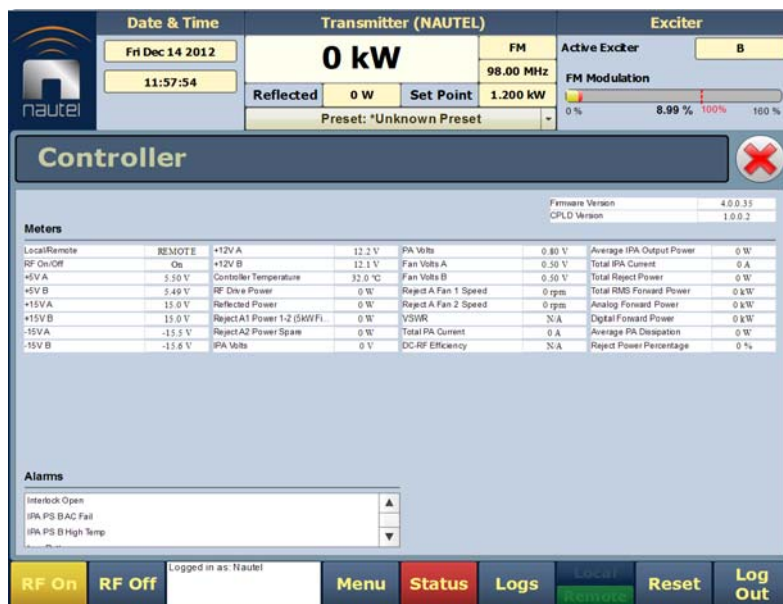 Date & Time
Transmitter (NAUTEL)
Exciter
nautel
Fri Dec 14 2012
11:57:54
0 kW
FM
98.00 MHz
Reflected 0 W Set Point 1.200 kW
Preset: *Unknown Preset
Active Exciter B
FM Modulation
0 % 8.99 % 100% 160 %
Controller
Firmware Version 4.0.0.35
CPLD Version 1.0.0.2
Meters
Local/Remote REMOTE +12V A 12.2 V PA Volts 0.80 V Average IPA Output Power 0 W
RF On/Off On +12V B 12.1 V Fan Volts A 0.50 V Total IPA Current 0 A
+5V A 5.50 V Controller Temperature 32.0 °C Fan Volts B 0.50 V Total Reject Power 0 W
+5V B 5.49 V RF Drive Power 0 W Reject A Fan 1 Speed 0 rpm Total RMS Forward Power 0 kW
+15V A 15.0 V Reflected Power 0 W Reject A Fan 2 Speed 0 rpm Analog Forward Power 0 kW
+15V B 15.0 V Reject A1 Power 1-2 (5kW Fi... 0 W VSWR N/A Digital Forward Power 0 kW
-15V A -15.5 V Reject A2 Power Spare 0 W Total PA Current 0 A Average PA Dissipation 0 W
-15V B -15.6 V IPA Volts 0 V DC-RF Efficiency N/A Reject Power Percentage 0 %
Alarms
Interlock Open
IPA PS B AC Fail
IPA PS B High Temp
RF On
RF Off
Logged in as: Nautel
Menu
Status
Logs
Local
Remote
Reset
Log Out